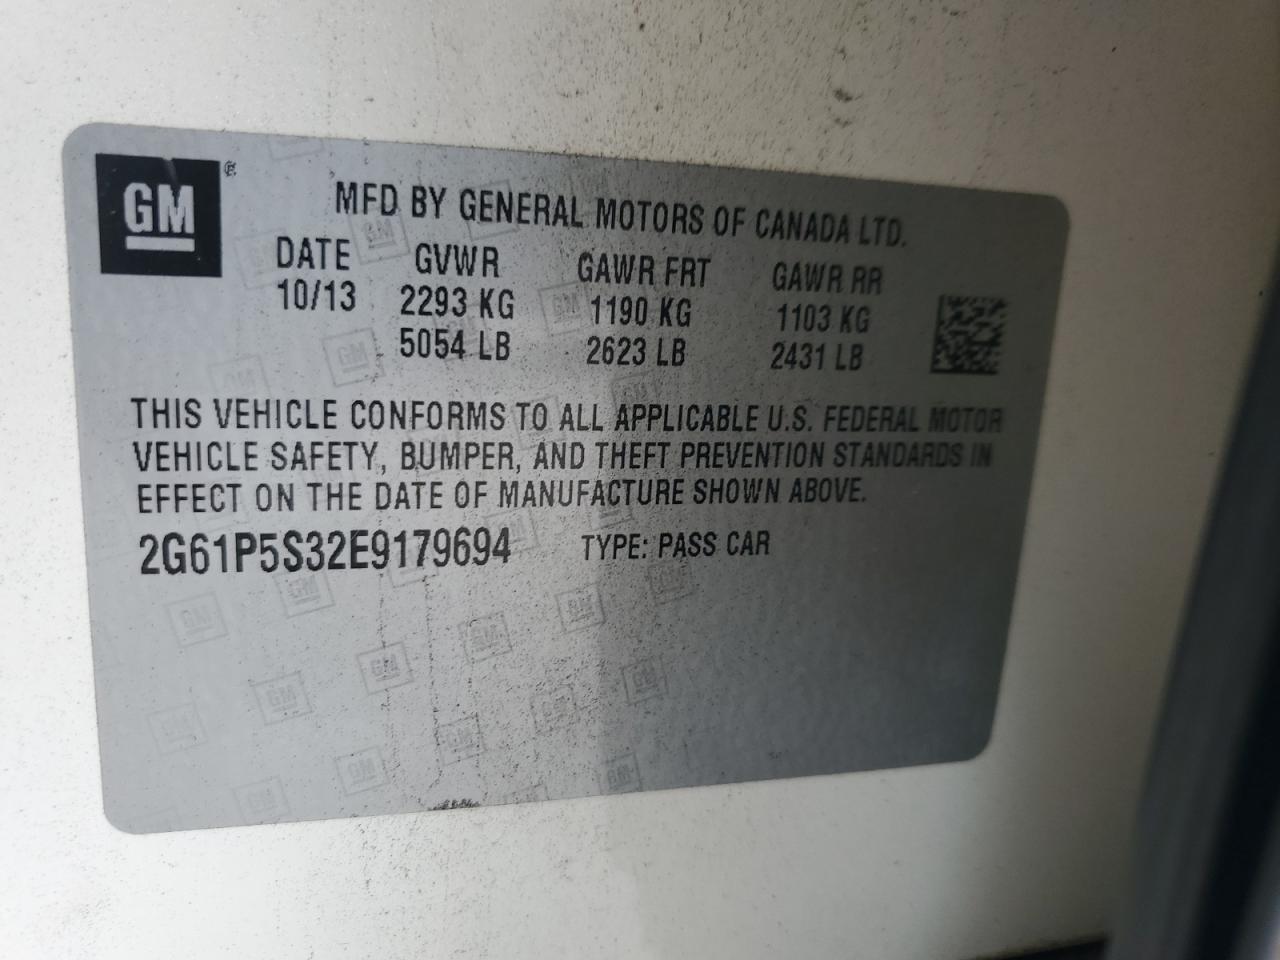 GM
MFD BY GENERAL MOTORS OF CANADA LTD.
DATE GVWR GAWR FRT GAWR RR
10/13 2293 KG 1190 KG 1103 KG
5054 LB 2623 LB 2431 LB
THIS VEHICLE CONFORMS TO ALL APPLICABLE U.S. FEDERAL MOTOR
VEHICLE SAFETY, BUMPER, AND THEFT PREVENTION STANDARDS IN
EFFECT ON THE DATE OF MANUFACTURE SHOWN ABOVE.
2G61P5S32E9179694 TYPE: PASS CAR